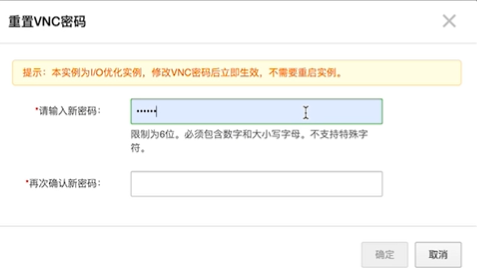 重置VNC密码
提示：本实例为I/O优化实例，修改VNC密码后立即生效，不需要重启实例。
*请输入新密码：
••••••
限制为6位。必须包含数字和大小写字母。不支持特殊字
符。
*再次确认新密码：
确定
取消